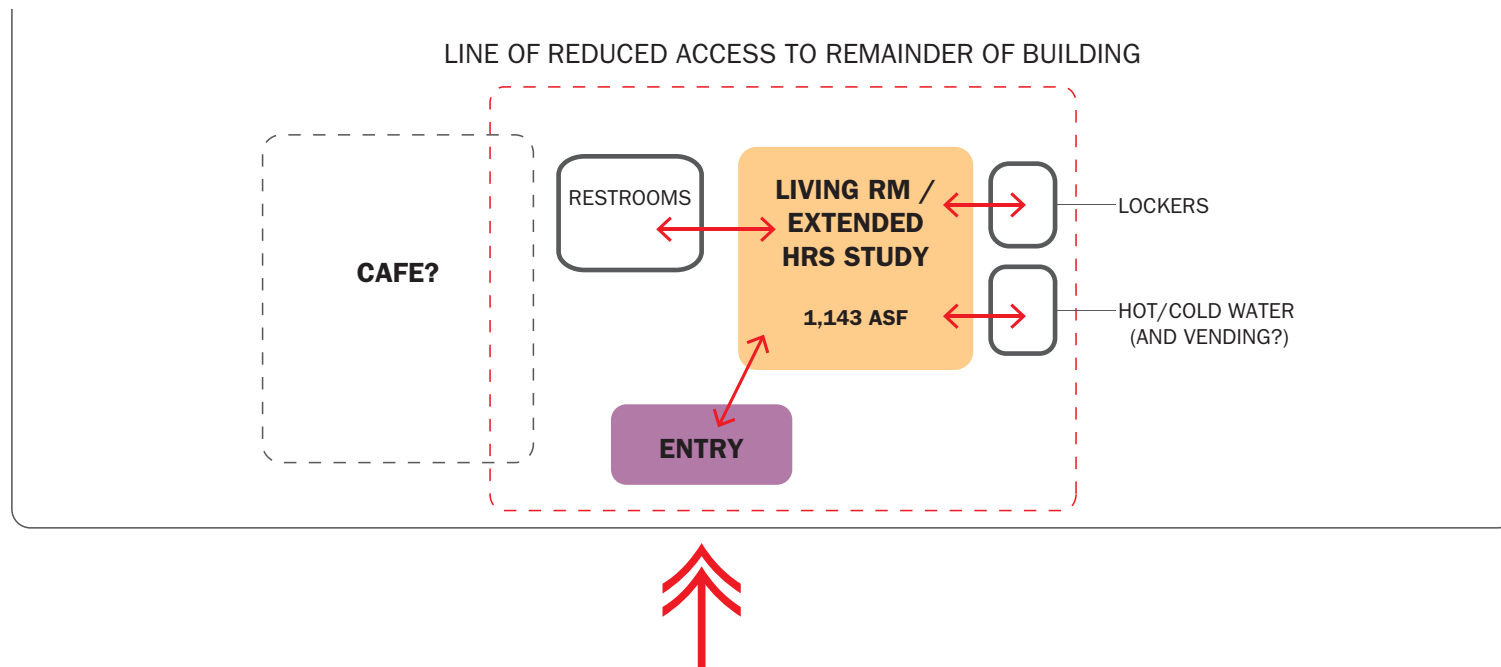 LINE OF REDUCED ACCESS TO REMAINDER OF BUILDING
CAFE?
RESTROOMS
LIVING RM /
EXTENDED
HRS STUDY
1,143 ASF
LOCKERS
HOT/COLD WATER
(AND VENDING?)
ENTRY